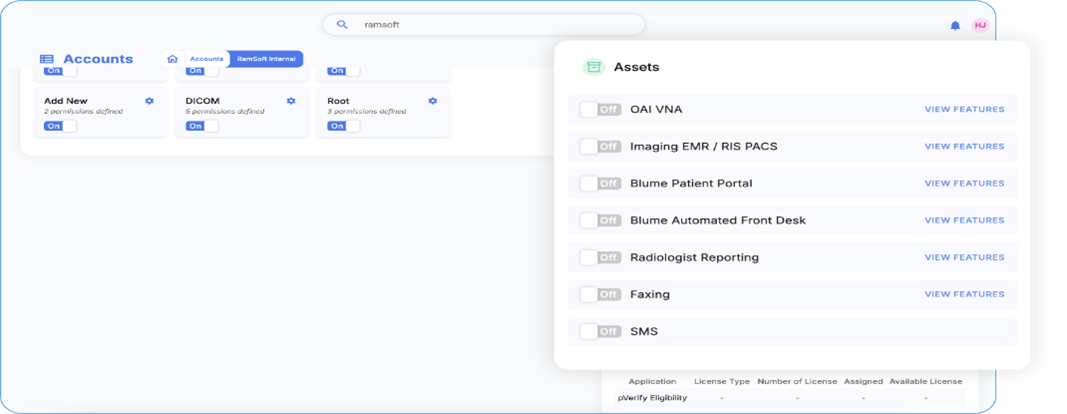 ramsoft
HJ
Accounts
Accounts
RamSoft Internal
On
On
On
Add New
2 permissions defined
On
DICOM
5 permissions defined
On
Root
3 permissions defined
On
Assets
Off OAI VNA VIEW FEATURES
Off Imaging EMR / RIS PACS VIEW FEATURES
Off Blume Patient Portal VIEW FEATURES
Off Blume Automated Front Desk VIEW FEATURES
Off Radiologist Reporting VIEW FEATURES
Off Faxing VIEW FEATURES
Off SMS
Application License Type Number of License Assigned Available License
pVerify Eligibility - - - -